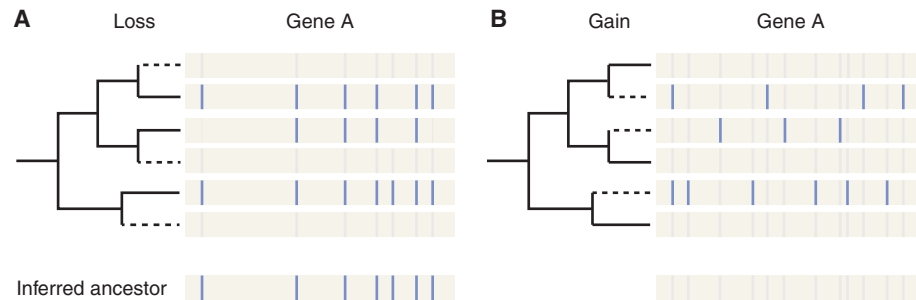 A Loss Gene A
B Gain Gene A
Inferred ancestor